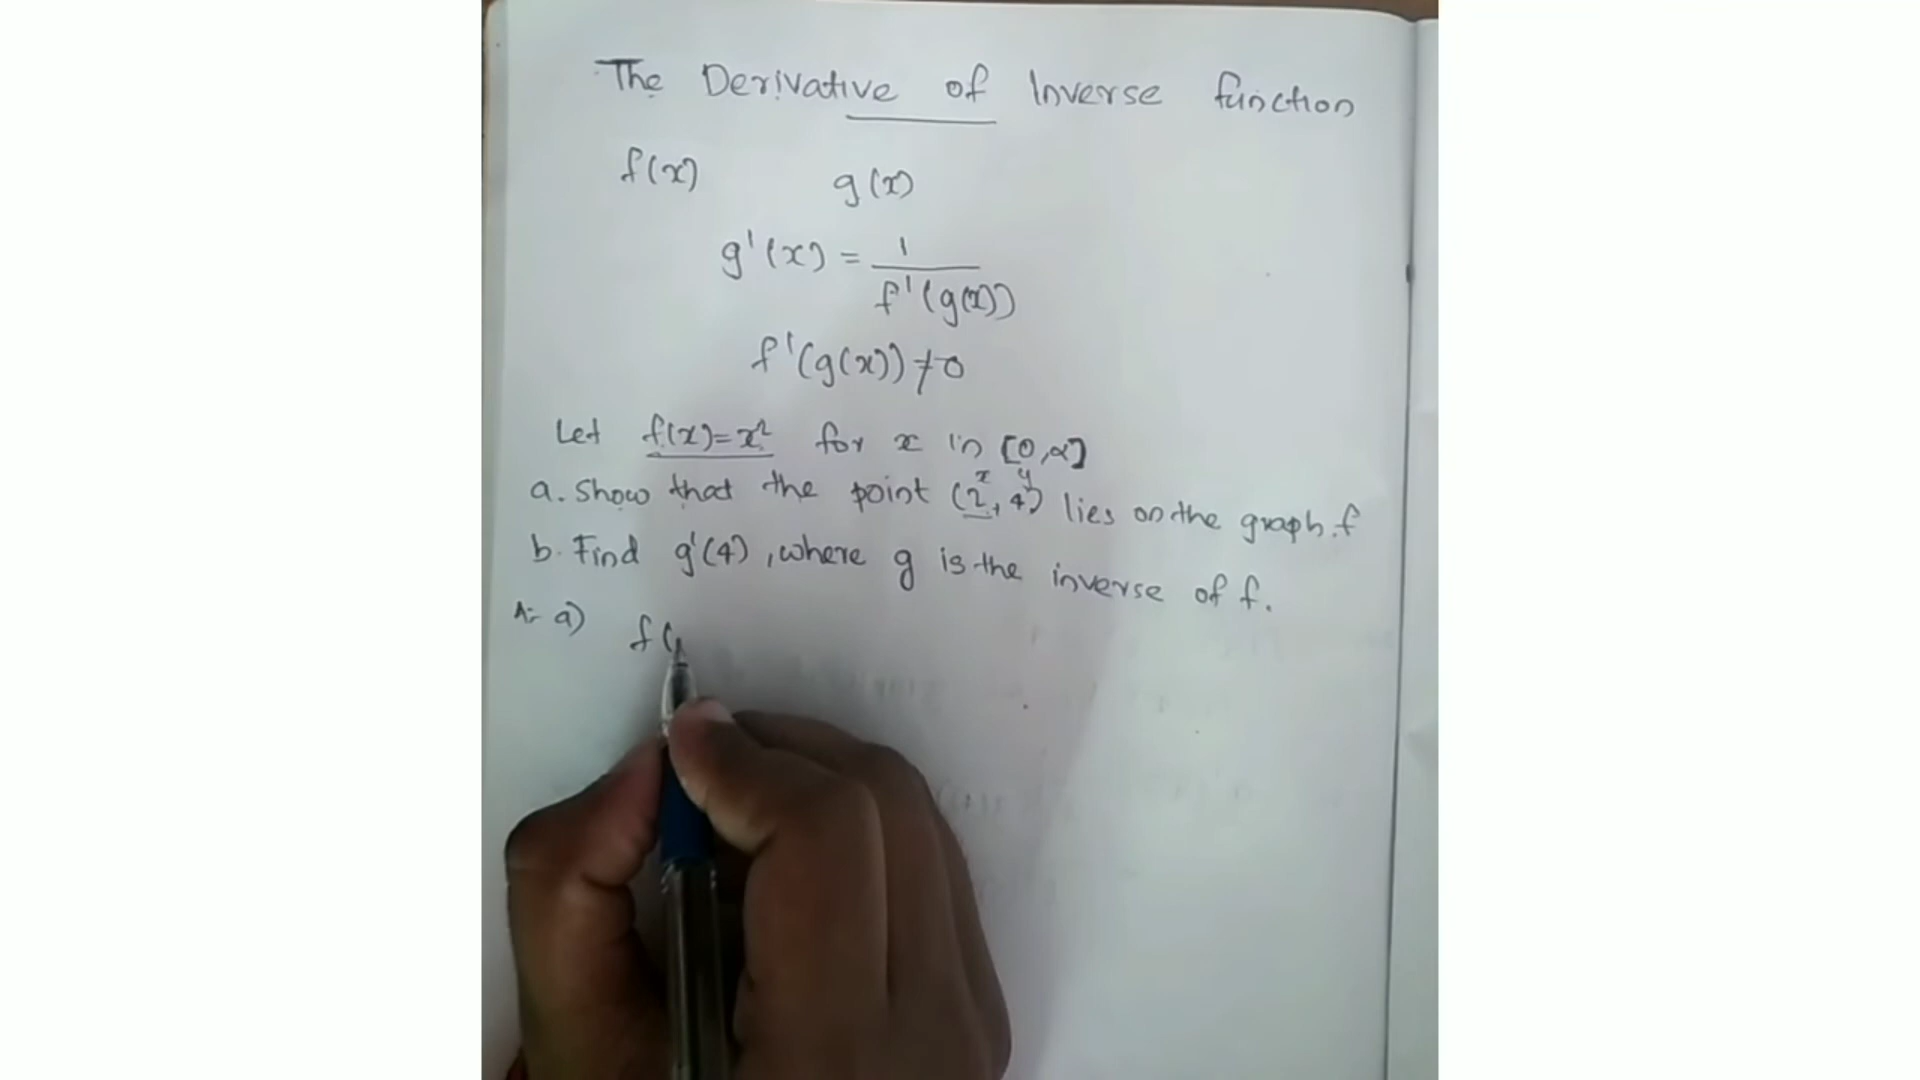 The Derivative of Inverse function
f(x) g(x)
g'(x) = 1 / f'(g(x))
f'(g(x)) ≠ 0
Let f(x)=x² for x in [0,∝]
x y
a. Show that the point (2, 4) lies on the graph. f
b. Find g'(4), where g is the inverse of f.
A:- a) f(